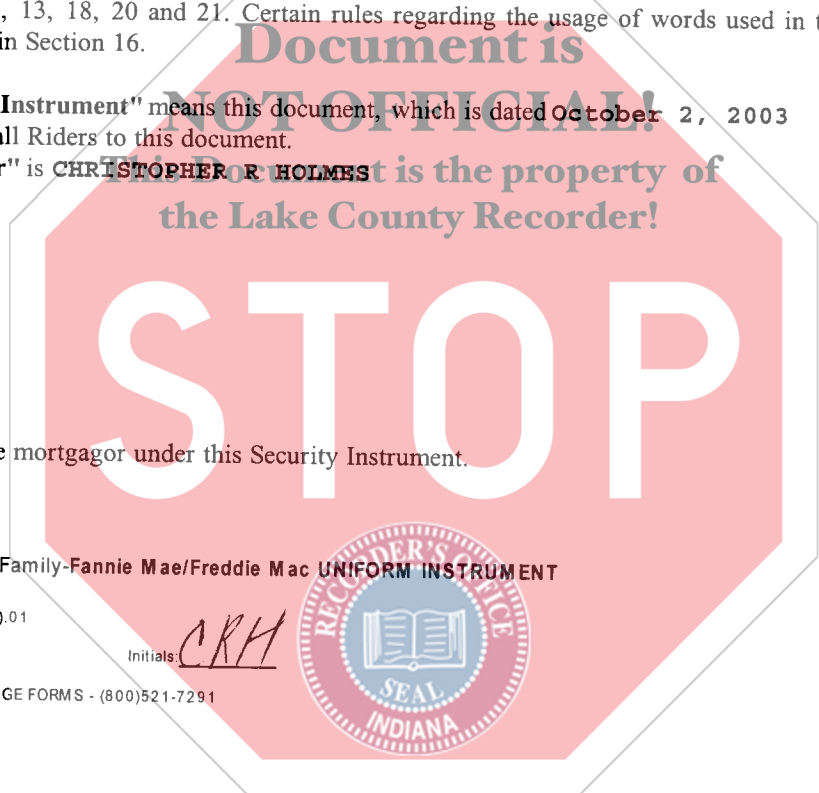 , 13, 18, 20 and 21. Certain rules regarding the usage of words used in t
in Section 16.
Document is
Instrument" means this document, which is dated October 2, 2003
NOT OFFICIAL!
all Riders to this document.
r" is CHRISTOPHER R HOLMES
This Document is the property of
the Lake County Recorder!
STOP
e mortgagor under this Security Instrument.
Family-Fannie Mae/Freddie Mac UNIFORM INSTRUMENT
).01
Initials: CRH
GE FORMS - (800)521-7291
RECORDER'S OFFICE
SEAL
INDIANA